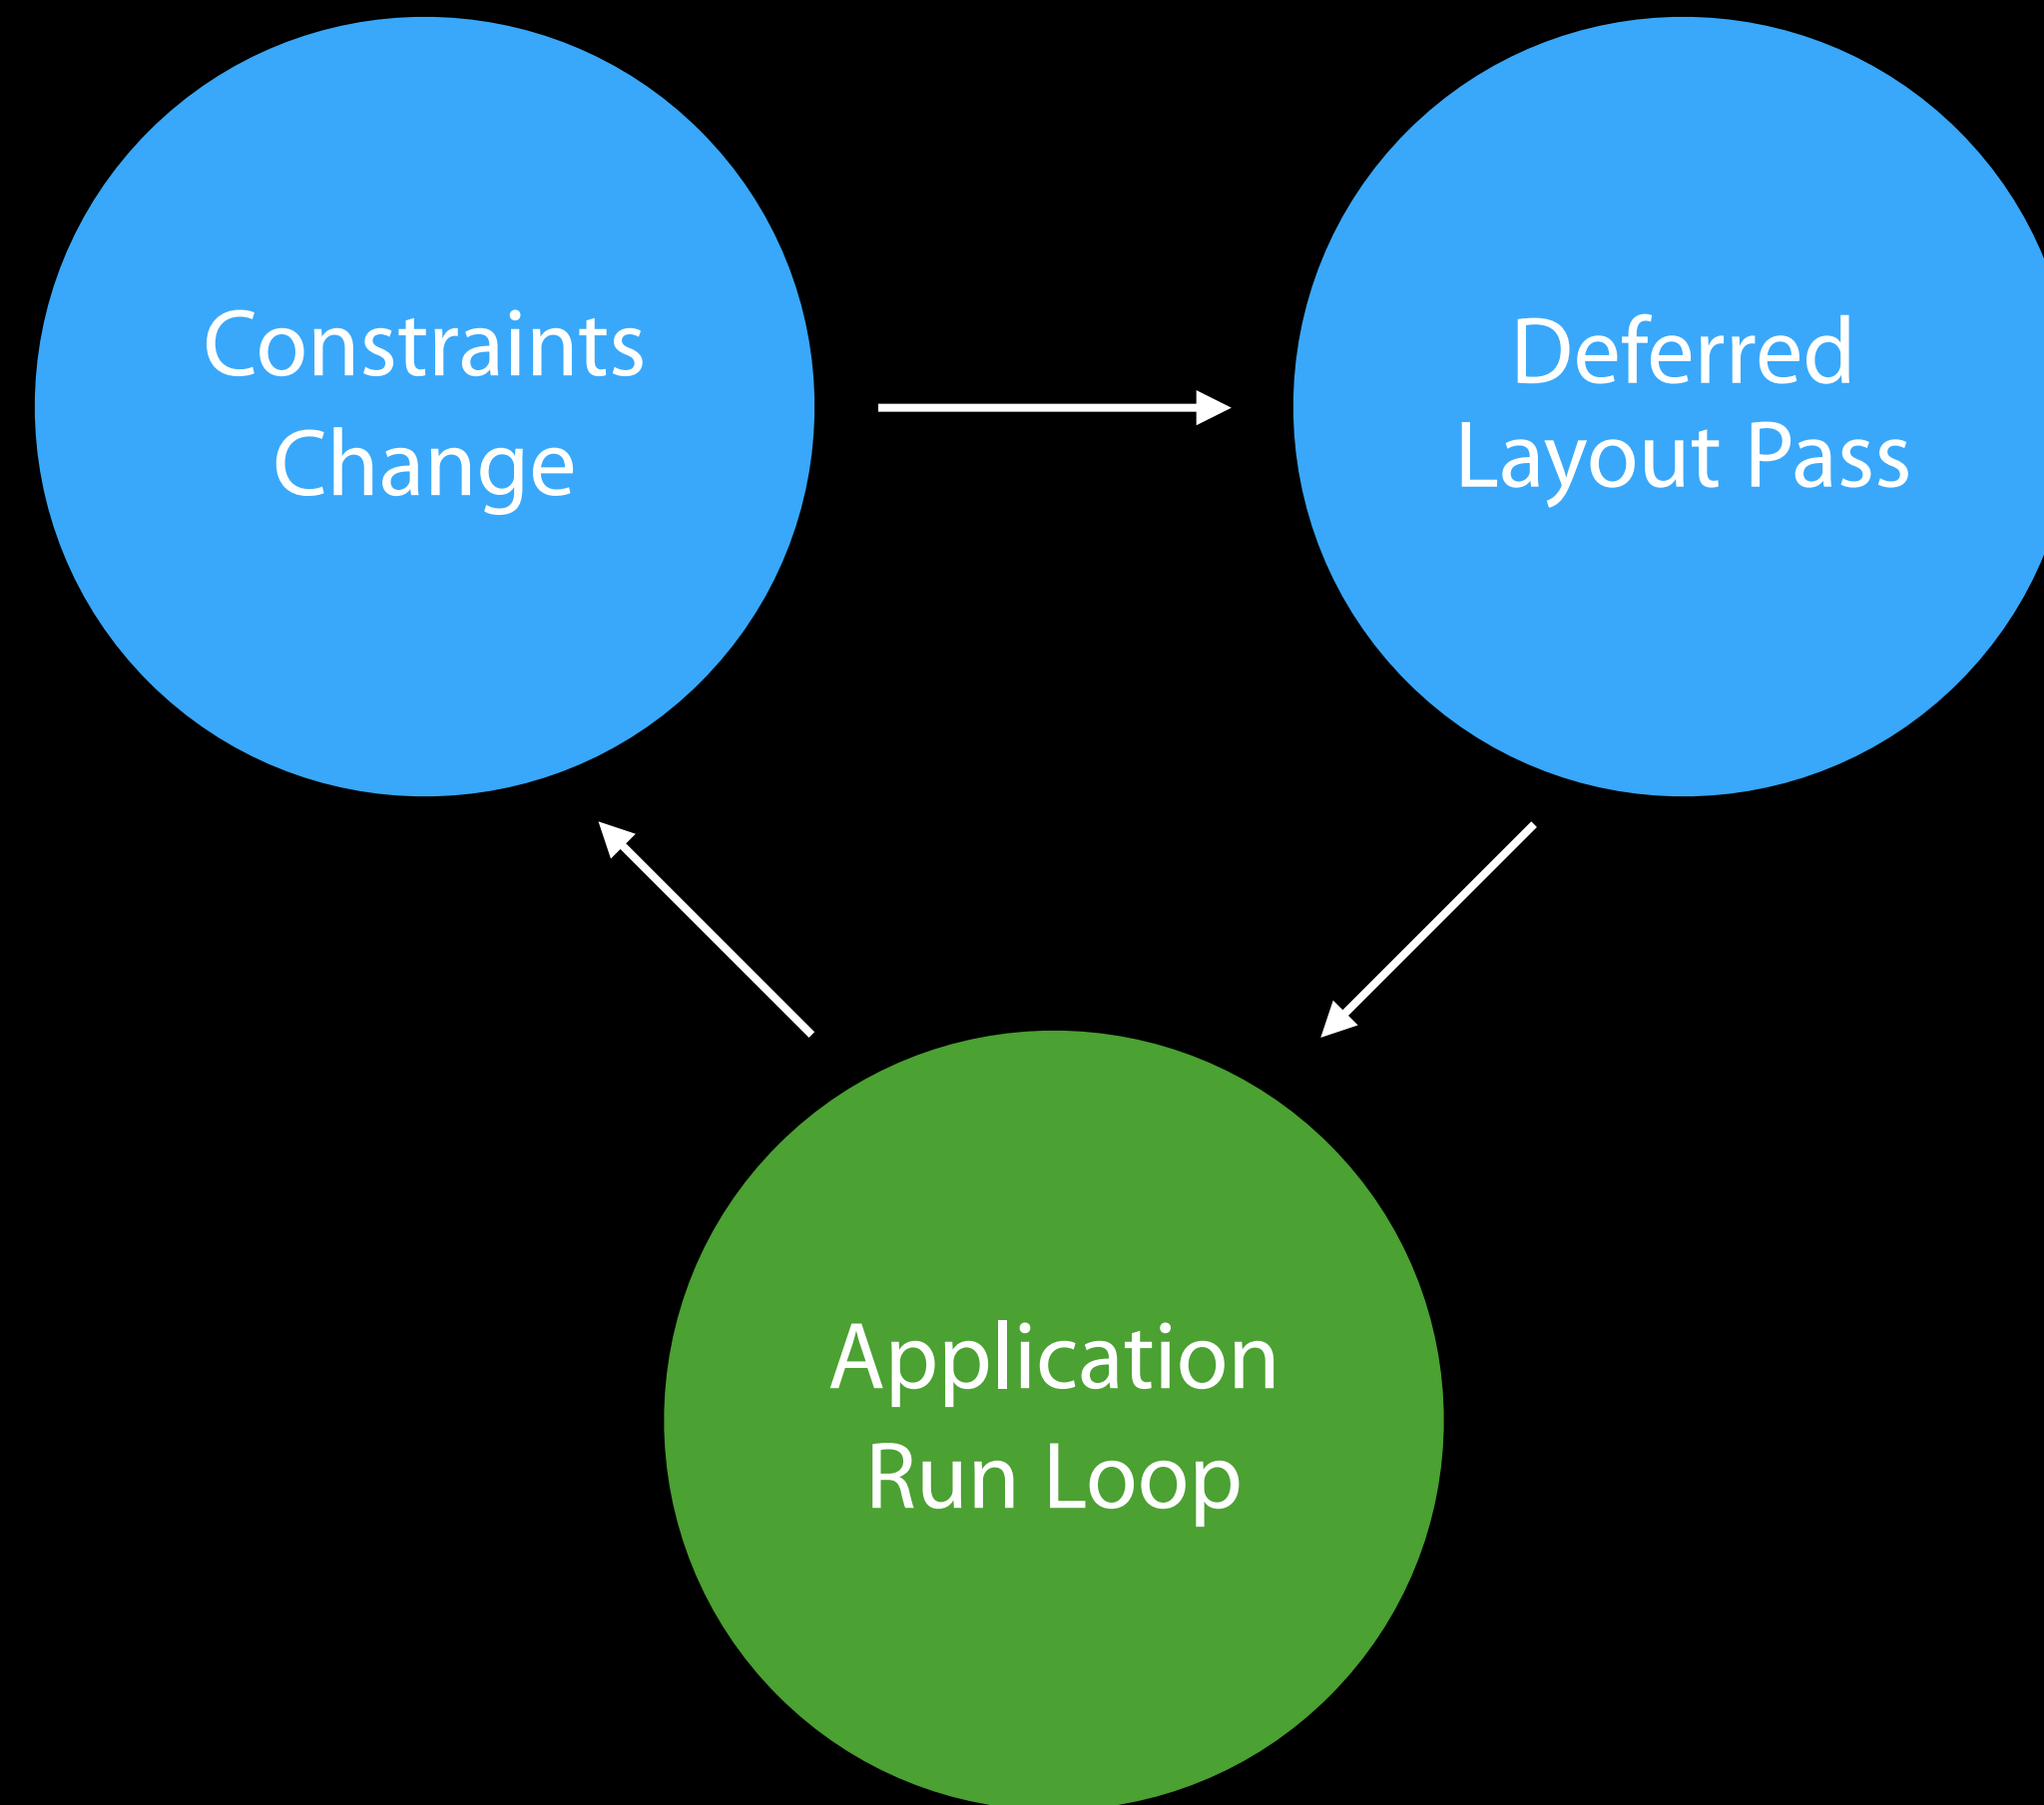 Constraints
Change
Deferred
Layout Pass
Application
Run Loop